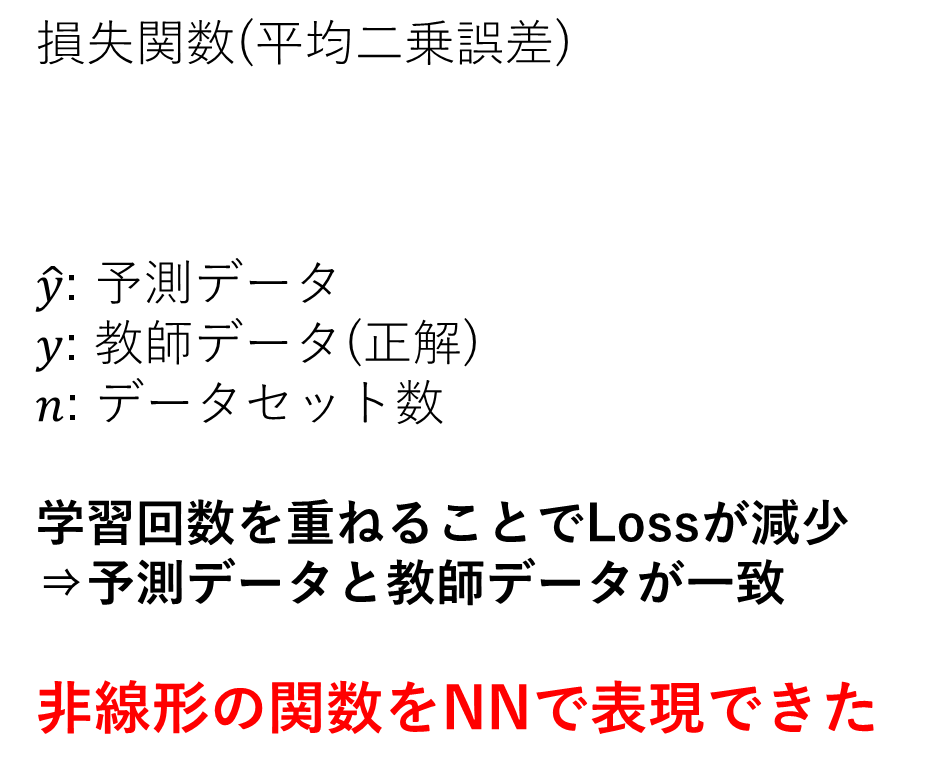 損失関数(平均二乗誤差)
ŷ: 予測データ
y: 教師データ(正解)
n: データセット数
学習回数を重ねることでLossが減少
⇒予測データと教師データが一致
非線形の関数をNNで表現できた